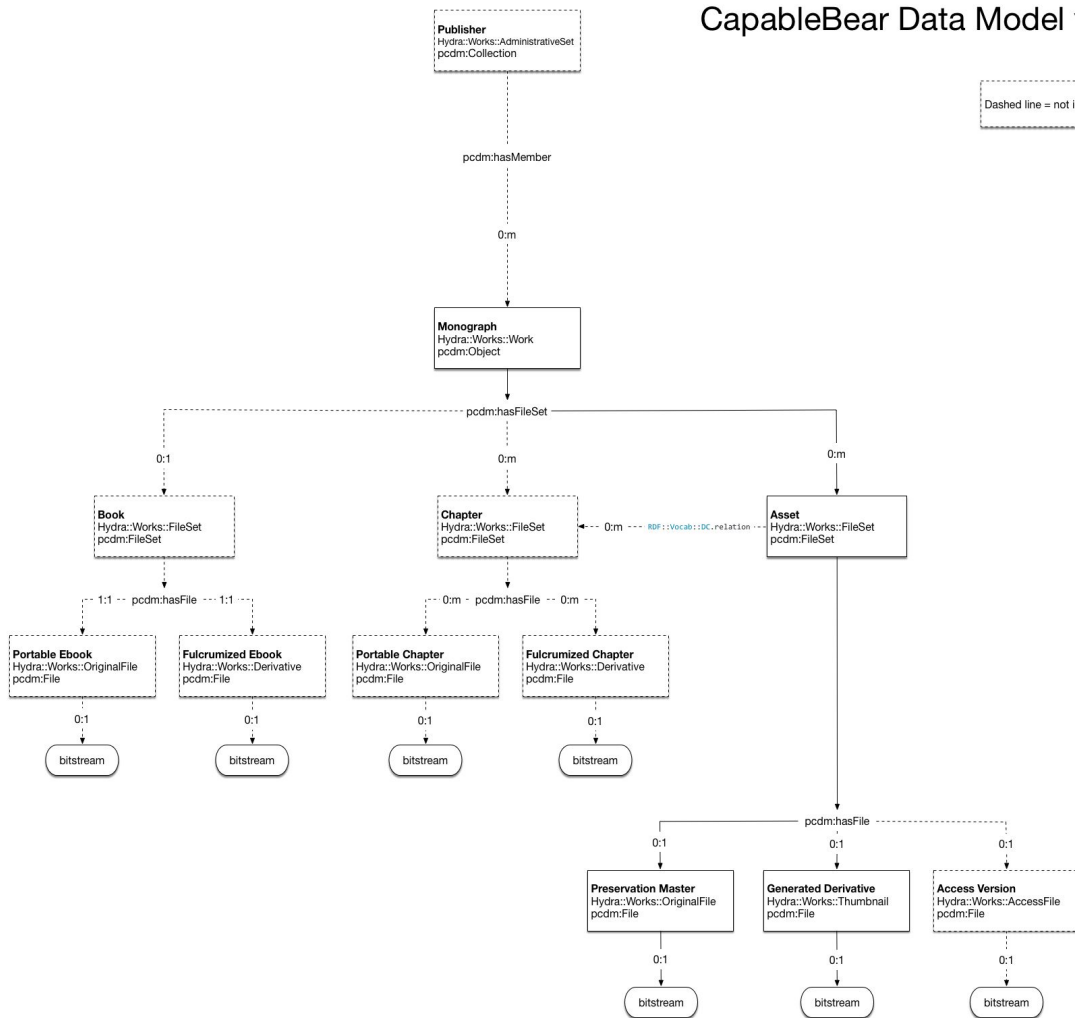 CapableBear Data Model
Publisher
Hydra::Works::AdministrativeSet
pcdm:Collection
Dashed line = not i
pcdm:hasMember
0:m
Monograph
Hydra::Works::Work
pcdm:Object
pcdm:hasFileSet
0:1
0:m
0:m
Book
Hydra::Works::FileSet
pcdm:FileSet
Chapter
Hydra::Works::FileSet
pcdm:FileSet
0:m
RDF::Vocab::DC.relation
Asset
Hydra::Works::FileSet
pcdm:FileSet
1:1
pcdm:hasFile
1:1
0:m
pcdm:hasFile
0:m
Portable Ebook
Hydra::Works::OriginalFile
pcdm:File
Fulcrumized Ebook
Hydra::Works::Derivative
pcdm:File
Portable Chapter
Hydra::Works::OriginalFile
pcdm:File
Fulcrumized Chapter
Hydra::Works::Derivative
pcdm:File
0:1
0:1
0:1
0:1
bitstream
bitstream
bitstream
bitstream
pcdm:hasFile
0:1
0:1
0:1
Preservation Master
Hydra::Works::OriginalFile
pcdm:File
Generated Derivative
Hydra::Works::Thumbnail
pcdm:File
Access Version
Hydra::Works::AccessFile
pcdm:File
0:1
0:1
0:1
bitstream
bitstream
bitstream